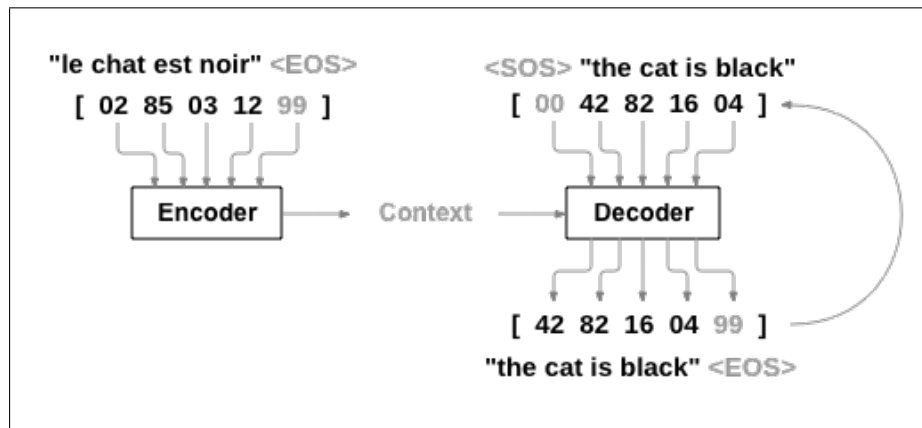 "le chat est noir" <EOS>
[ 02 85 03 12 99 ]
Encoder
Context
<SOS> "the cat is black"
[ 00 42 82 16 04 ]
Decoder
[ 42 82 16 04 99 ]
"the cat is black" <EOS>